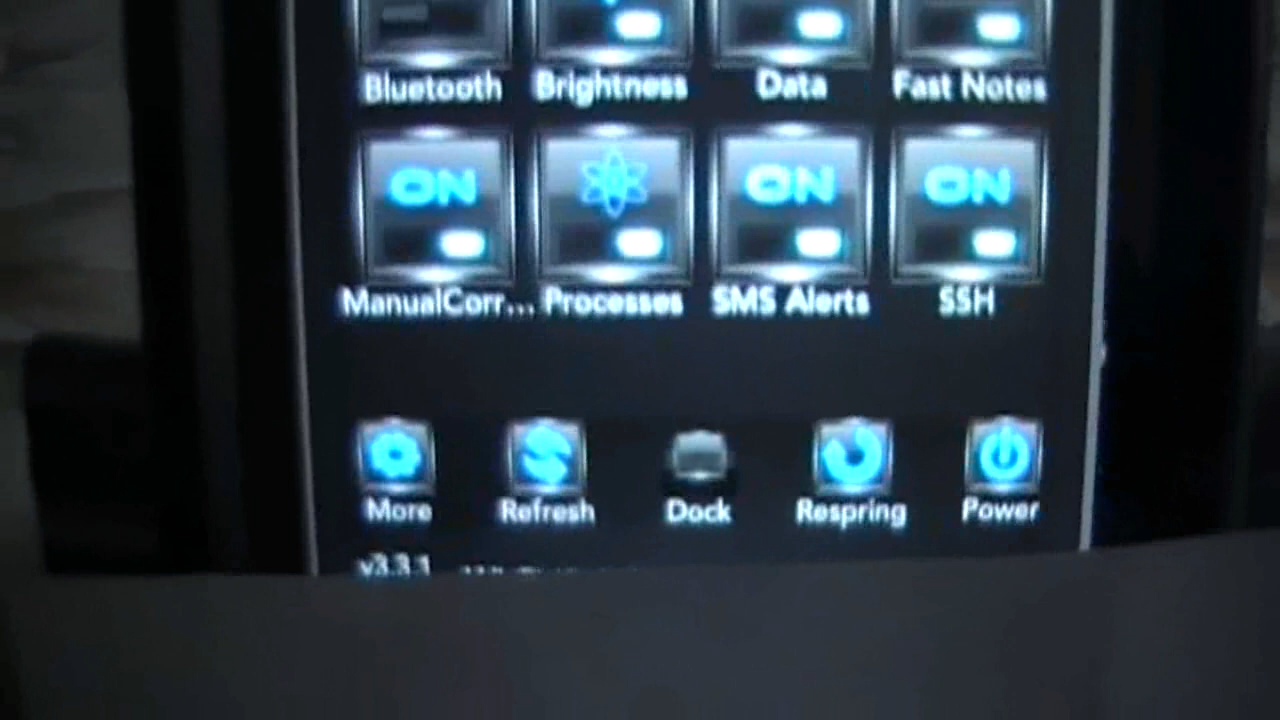 Bluetooth Brightness Data Fast Notes
ON ON ON
ManualCorr... Processes SMS Alerts SSH
More Refresh Dock Respring Power
v3.3.1